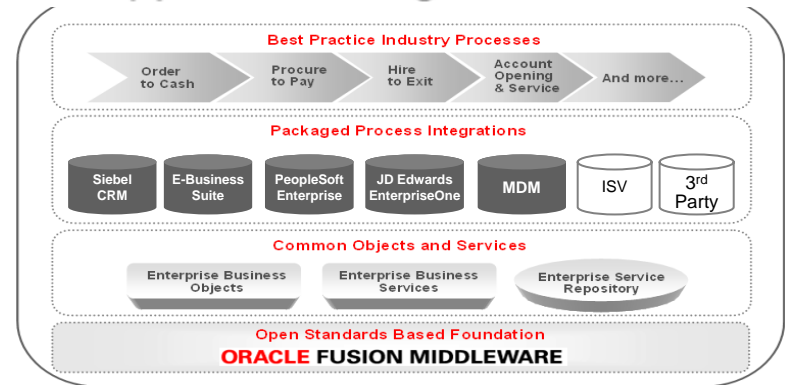 Best Practice Industry Processes
Order
to Cash
Procure
to Pay
Hire
to Exit
Account
Opening
& Service
And more...
Packaged Process Integrations
Siebel
CRM
E-Business
Suite
PeopleSoft
Enterprise
JD Edwards
EnterpriseOne
MDM
ISV
3rd
Party
Common Objects and Services
Enterprise Business
Objects
Enterprise Business
Services
Enterprise Service
Repository
Open Standards Based Foundation
ORACLE FUSION MIDDLEWARE